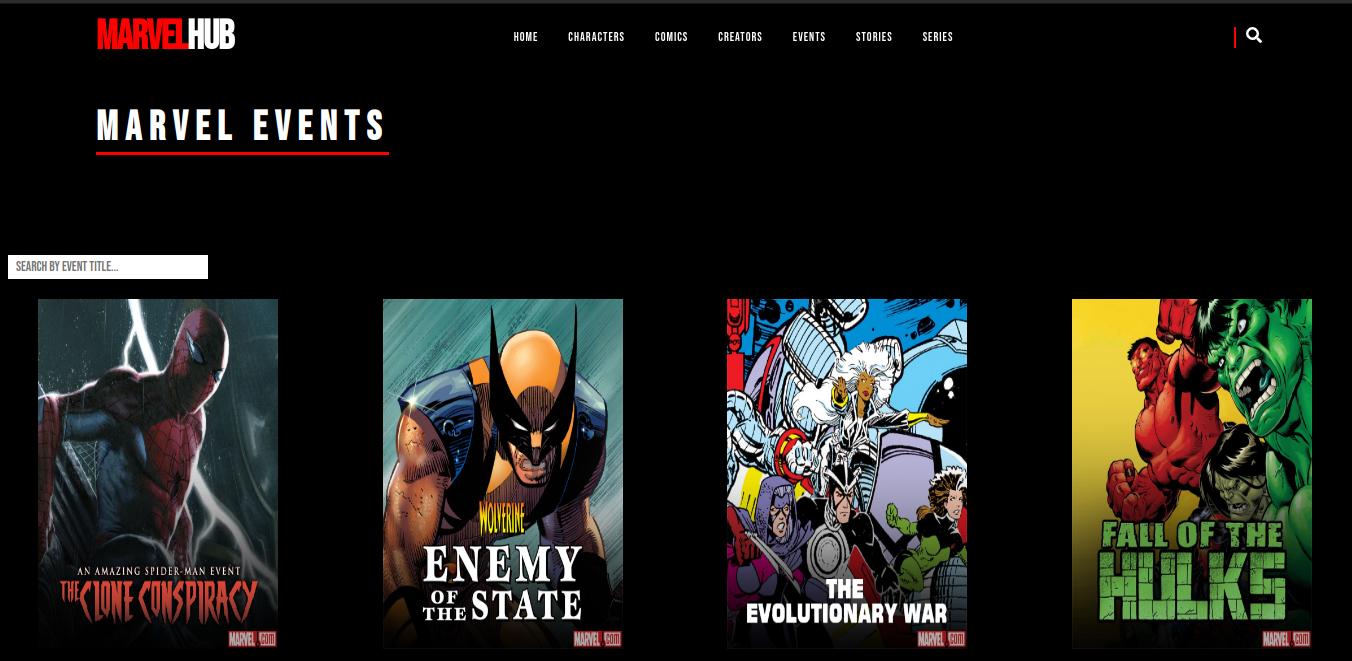 MARVELHUB
HOME CHARACTERS COMICS CREATORS EVENTS STORIES SERIES
MARVEL EVENTS
SEARCH BY EVENT TITLE...
AN AMAZING SPIDER-MAN EVENT
THE CLONE CONSPIRACY
MARVEL.COM
WOLVERINE
ENEMY
OF THE STATE
MARVEL.COM
THE
EVOLUTIONARY WAR
MARVEL.COM
FALL OF THE
HULKS
MARVEL.COM